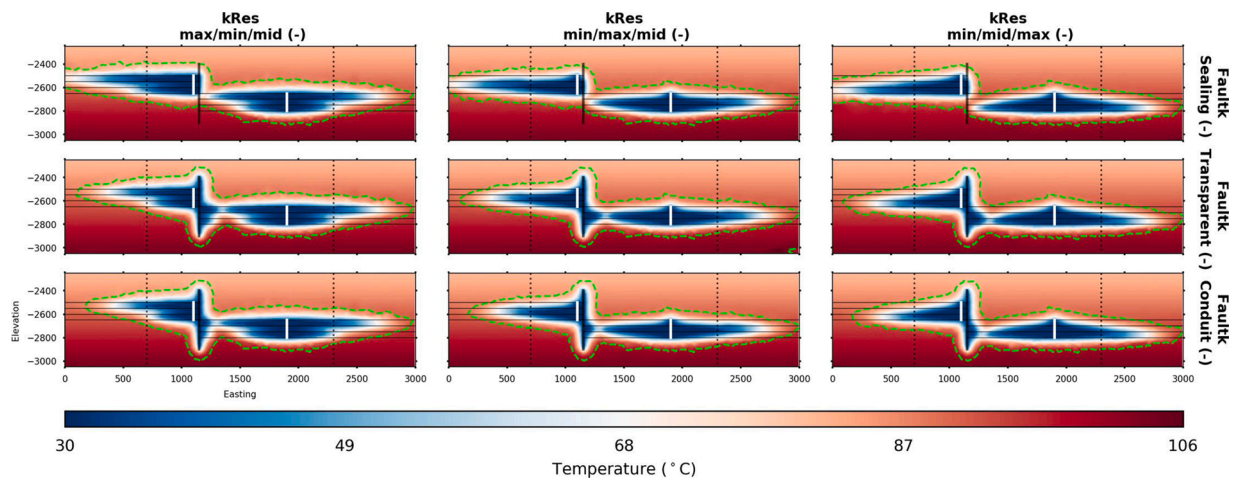 kRes
max/min/mid (-)
kRes
min/max/mid (-)
kRes
min/mid/max (-)
−2400
−2600
−2800
−3000
Faultk
Sealing (-)
−2400
−2600
−2800
−3000
Faultk
Transparent (-)
Elevation
−2400
−2600
−2800
−3000
Faultk
Conduit (-)
0 500 1000 1500 2000 2500 3000
0 500 1000 1500 2000 2500 3000
0 500 1000 1500 2000 2500 3000
Easting
30 49 68 87 106
Temperature (°C)